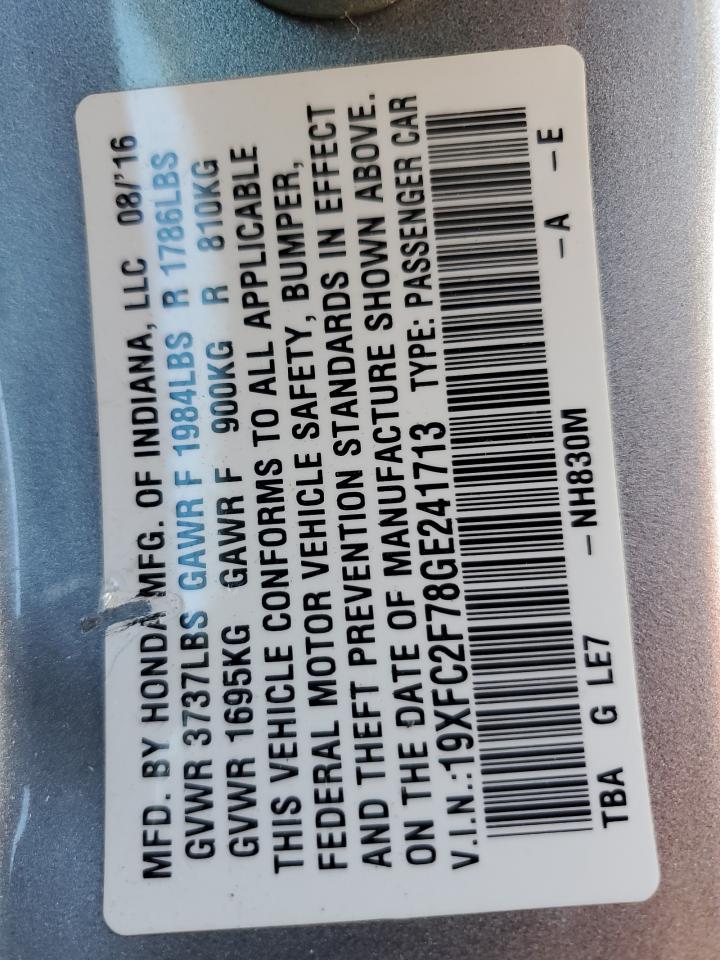 MFD. BY HONDA MFG. OF INDIANA, LLC 08/'16
GVWR 3737LBS GAWR F 1984LBS R 1786LBS
GVWR 1695KG GAWR F 900KG R 810KG
THIS VEHICLE CONFORMS TO ALL APPLICABLE
FEDERAL MOTOR VEHICLE SAFETY, BUMPER,
AND THEFT PREVENTION STANDARDS IN EFFECT
ON THE DATE OF MANUFACTURE SHOWN ABOVE.
V.I.N.:19XFC2F78GE241713 TYPE: PASSENGER CAR
TBA G LE7 –NH830M –A –E